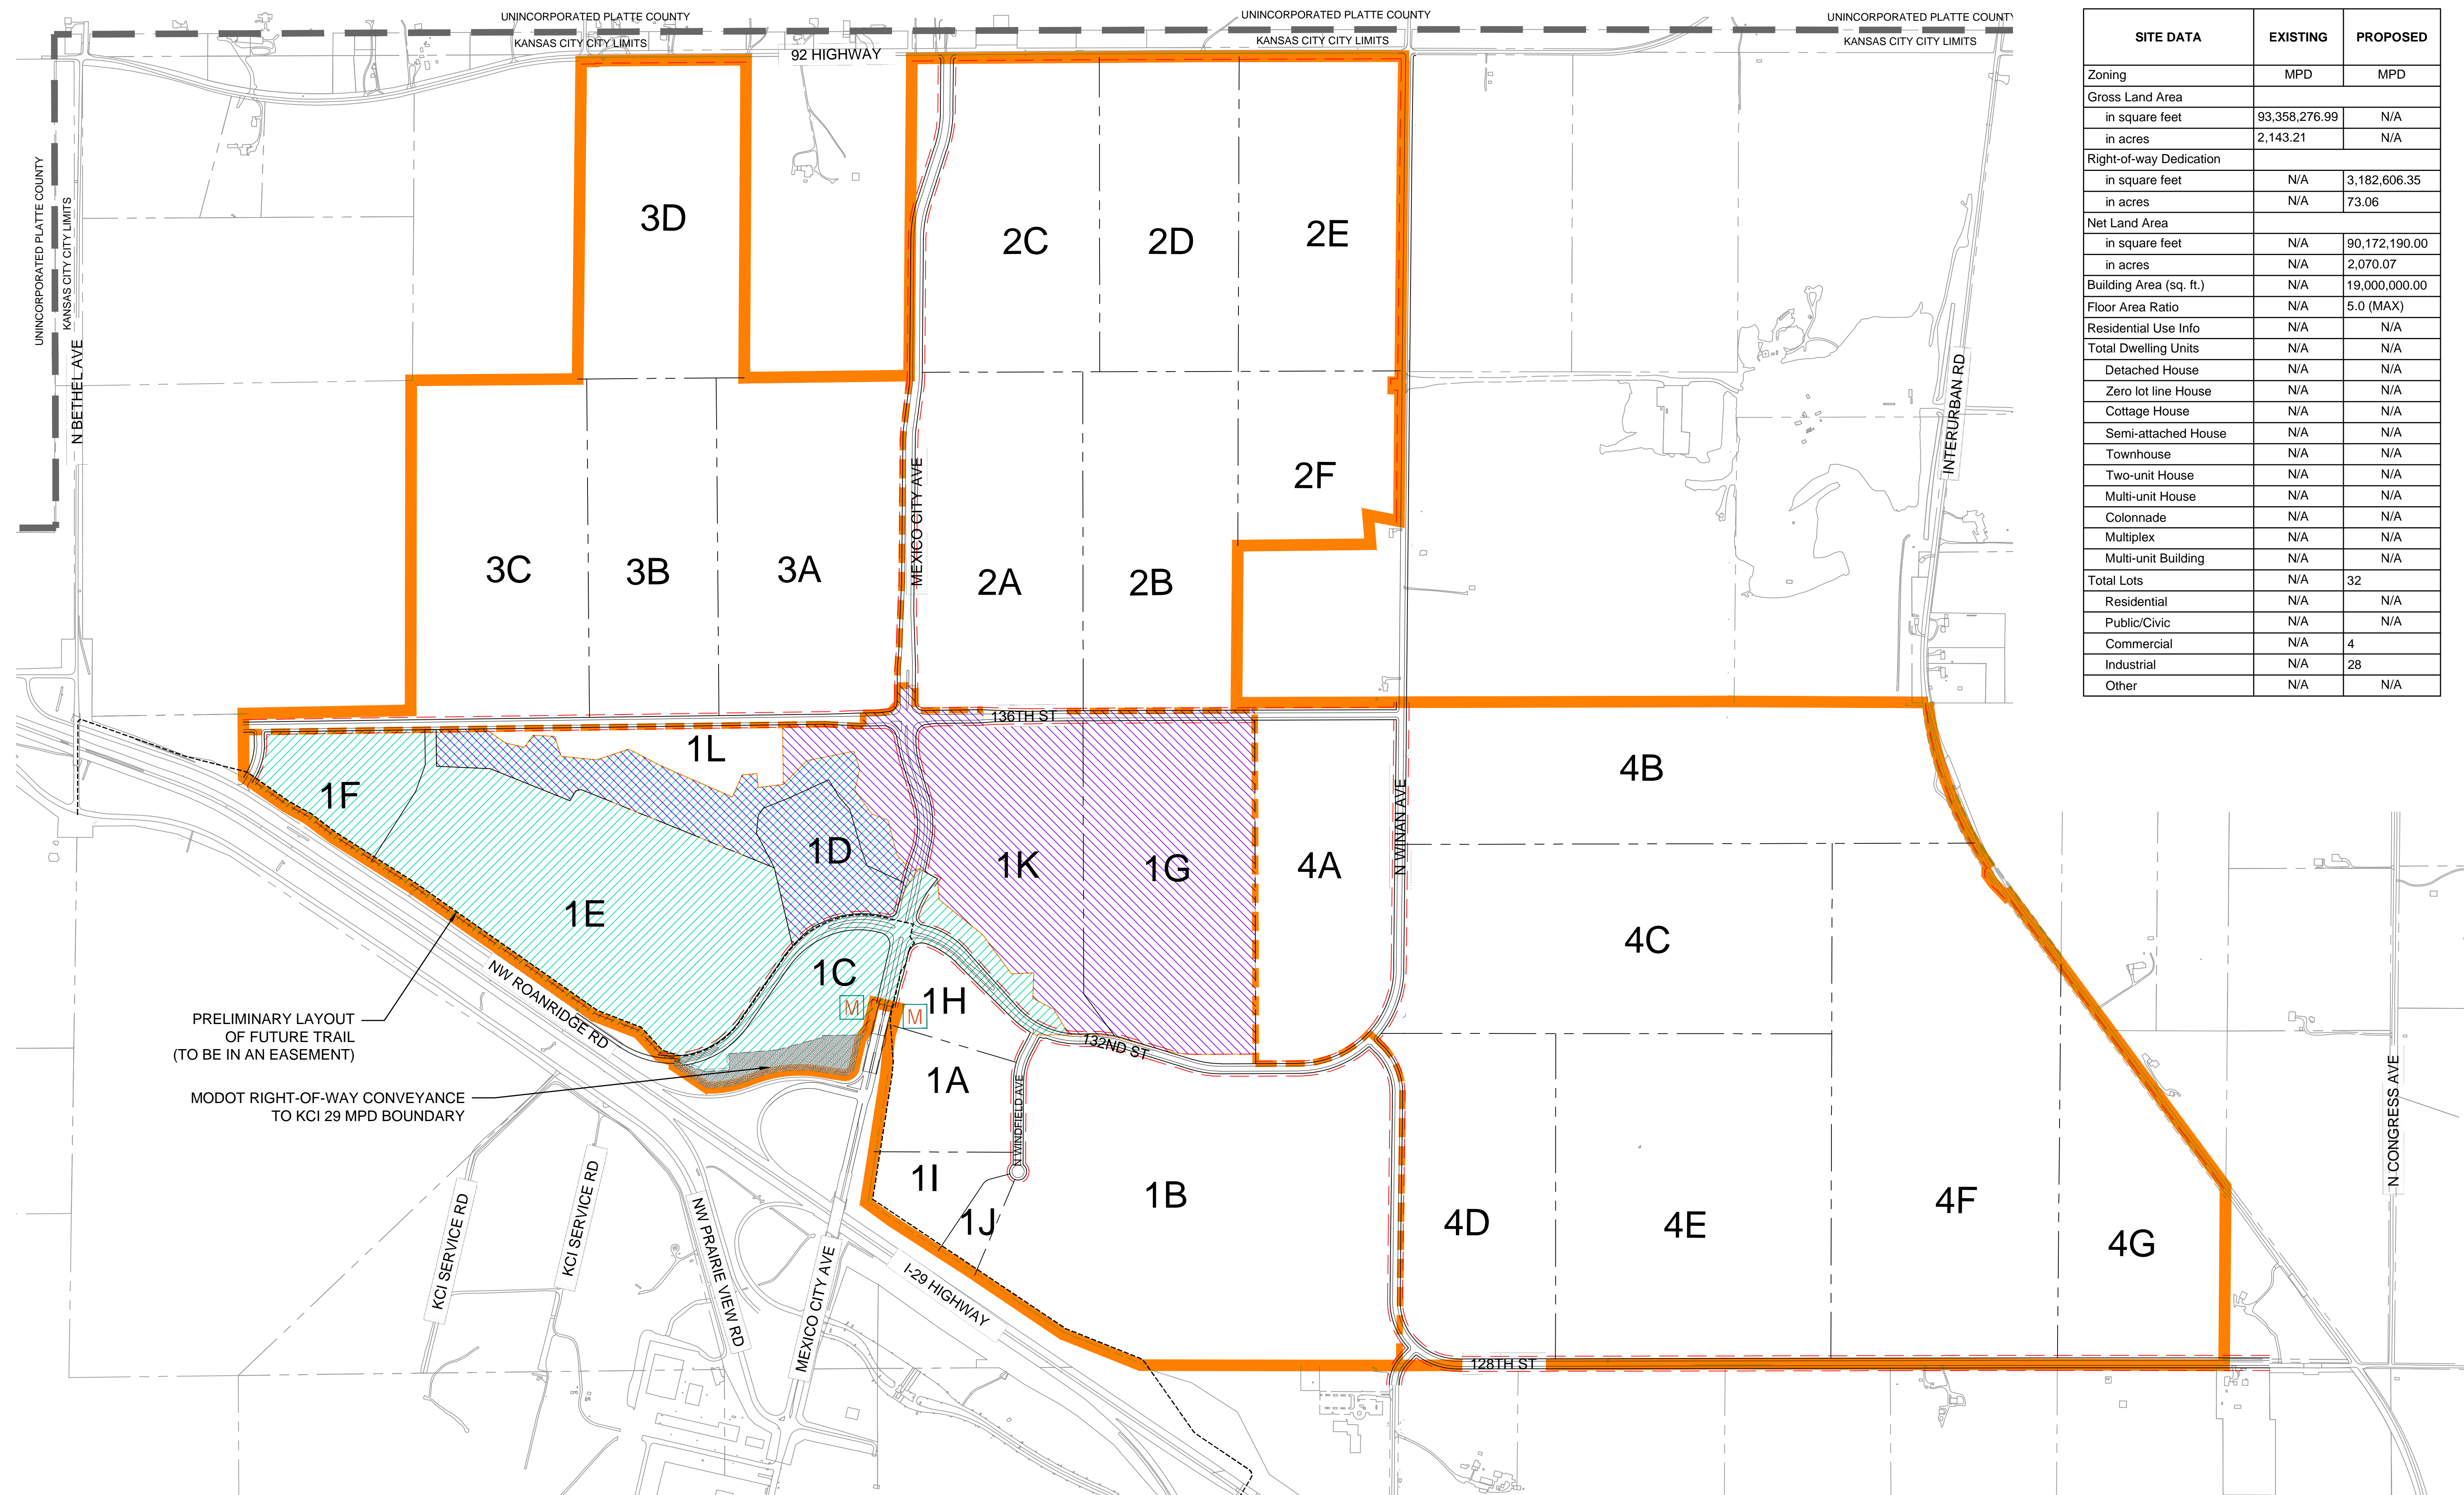 UNINCORPORATED PLATTE COUNTY
KANSAS CITY CITY LIMITS
92 HIGHWAY
UNINCORPORATED PLATTE COUNTY
KANSAS CITY CITY LIMITS
UNINCORPORATED PLATTE COUNTY
KANSAS CITY CITY LIMITS
UNINCORPORATED PLATTE COUNTY
KANSAS CITY CITY LIMITS
N BETHEL AVE
3D
2C
2D
2E
2F
3C
3B
3A
MEXICO CITY AVE
2A
2B
INTERURBAN RD
136TH ST
1L
1F
1D
1E
1K
1G
4A
N WINAN AVE
4B
4C
1C
M
M
1H
NW ROANRIDGE RD
PRELIMINARY LAYOUT
OF FUTURE TRAIL
(TO BE IN AN EASEMENT)
MODOT RIGHT-OF-WAY CONVEYANCE
TO KCI 29 MPD BOUNDARY
132ND ST
1A
N WINDFIELD AVE
1I
1J
1B
4D
4E
4F
4G
N CONGRESS AVE
KCI SERVICE RD
KCI SERVICE RD
NW PRAIRIE VIEW RD
MEXICO CITY AVE
I-29 HIGHWAY
128TH ST
SITE DATA EXISTING PROPOSED
Zoning MPD MPD
Gross Land Area
in square feet 93,358,276.99 N/A
in acres 2,143.21 N/A
Right-of-way Dedication
in square feet N/A 3,182,606.35
in acres N/A 73.06
Net Land Area
in square feet N/A 90,172,190.00
in acres N/A 2,070.07
Building Area (sq. ft.) N/A 19,000,000.00
Floor Area Ratio N/A 5.0 (MAX)
Residential Use Info N/A N/A
Total Dwelling Units N/A N/A
Detached House N/A N/A
Zero lot line House N/A N/A
Cottage House N/A N/A
Semi-attached House N/A N/A
Townhouse N/A N/A
Two-unit House N/A N/A
Multi-unit House N/A N/A
Colonnade N/A N/A
Multiplex N/A N/A
Multi-unit Building N/A N/A
Total Lots N/A 32
Residential N/A N/A
Public/Civic N/A N/A
Commercial N/A 4
Industrial N/A 28
Other N/A N/A